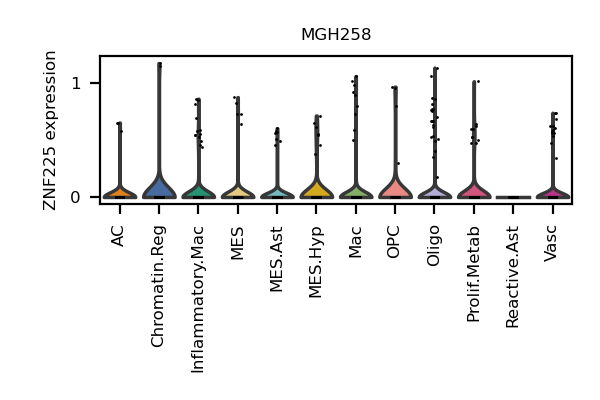 MGH258
ZNF225 expression
1
0
AC
Chromatin.Reg
Inflammatory.Mac
MES
MES.Ast
MES.Hyp
Mac
OPC
Oligo
Prolif.Metab
Reactive.Ast
Vasc